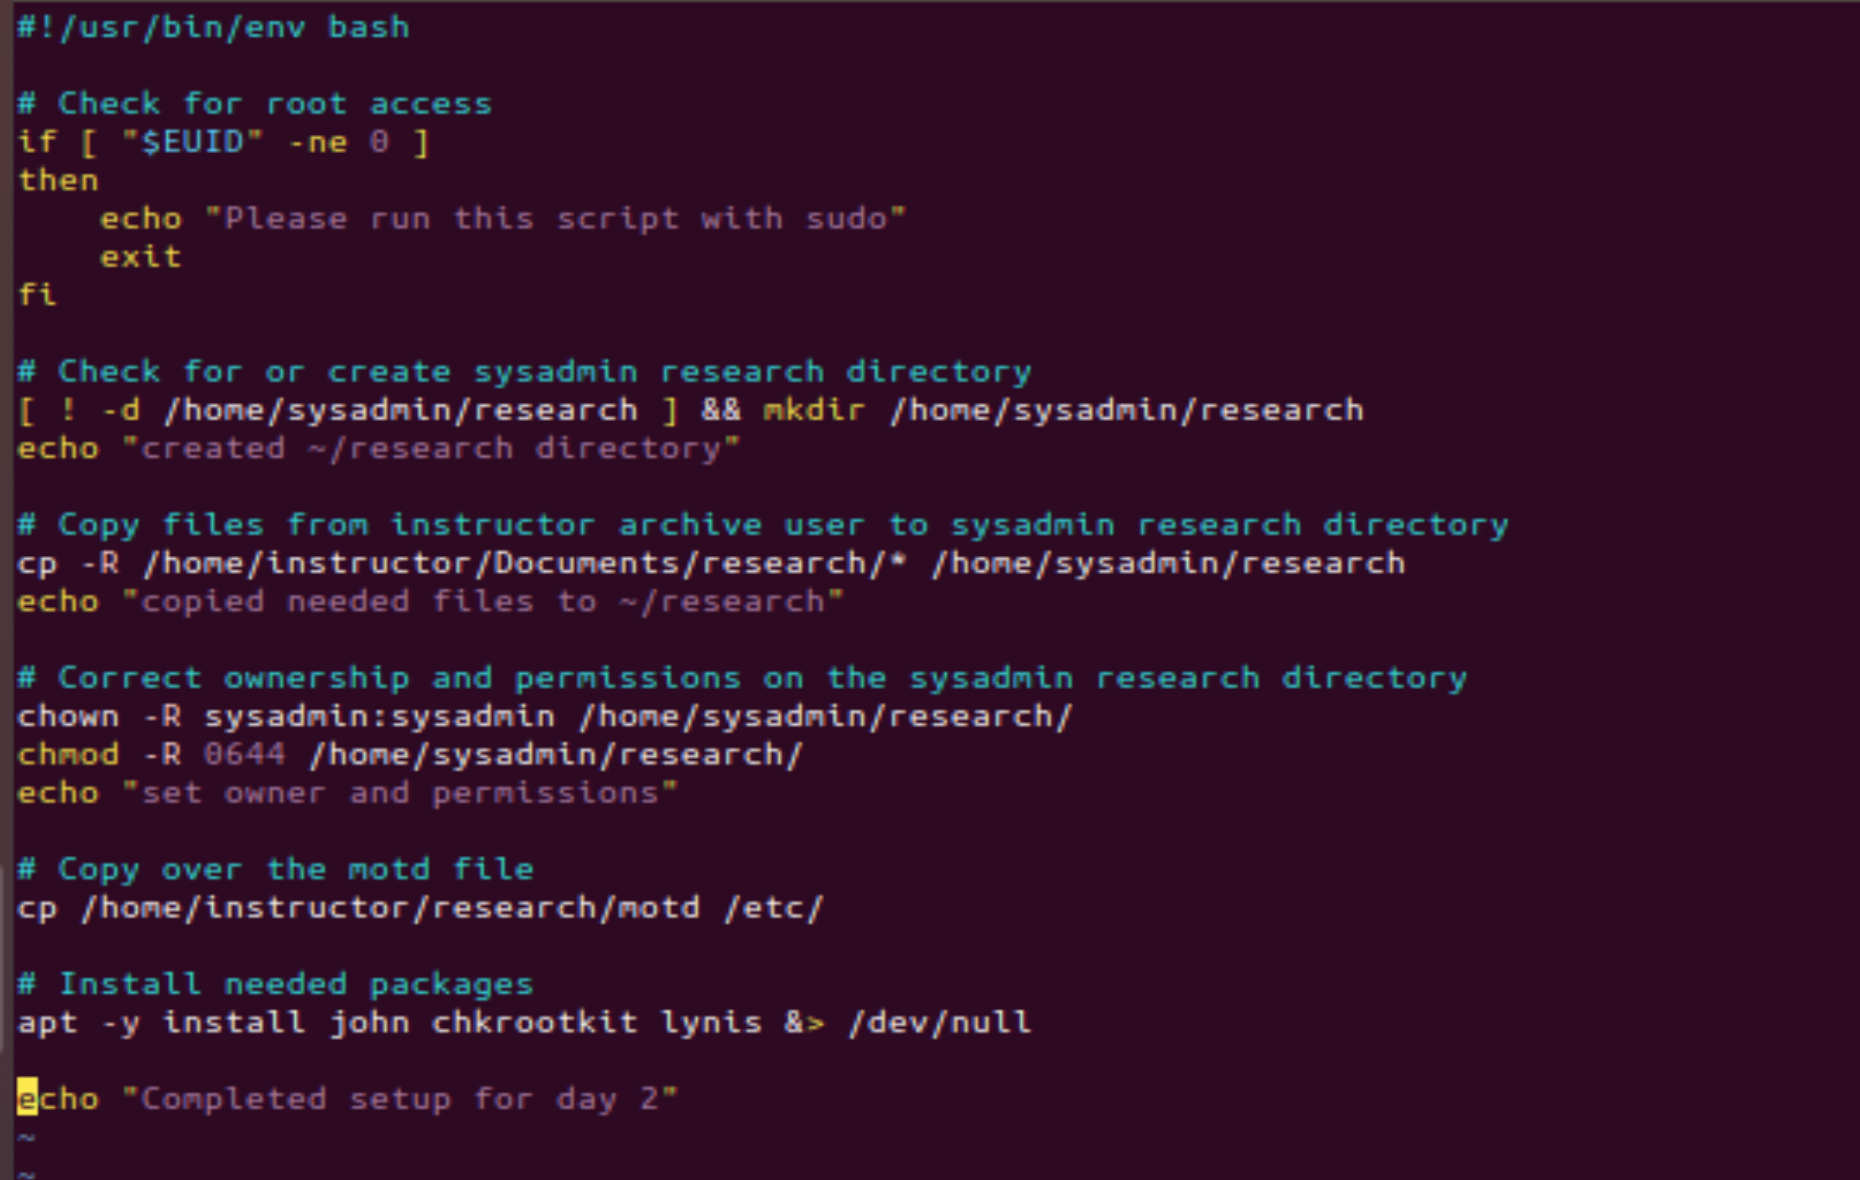 #!/usr/bin/env bash
# Check for root access
if [ "$EUID" -ne 0 ]
then
    echo "Please run this script with sudo"
    exit
fi
# Check for or create sysadmin research directory
[ ! -d /home/sysadmin/research ] && mkdir /home/sysadmin/research
echo "created ~/research directory"
# Copy files from instructor archive user to sysadmin research directory
cp -R /home/instructor/Documents/research/* /home/sysadmin/research
echo "copied needed files to ~/research"
# Correct ownership and permissions on the sysadmin research directory
chown -R sysadmin:sysadmin /home/sysadmin/research/
chmod -R 0644 /home/sysadmin/research/
echo "set owner and permissions"
# Copy over the motd file
cp /home/instructor/research/motd /etc/
# Install needed packages
apt -y install john chkrootkit lynis &> /dev/null
echo "Completed setup for day 2"
~
~